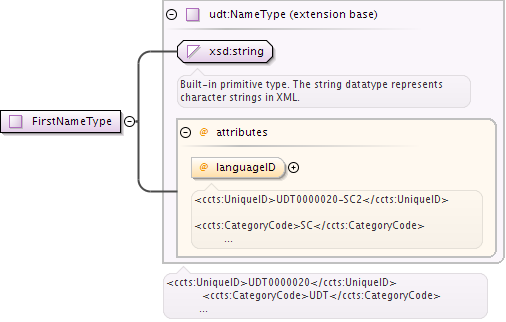 udt:NameType (extension base)
xsd:string
Built-in primitive type. The string datatype represents
character strings in XML.
FirstNameType
@ attributes
@ languageID
<ccts:UniqueID>UDT0000020-SC2</ccts:UniqueID>
<ccts:CategoryCode>SC</ccts:CategoryCode>
...
<ccts:UniqueID>UDT0000020</ccts:UniqueID>
<ccts:CategoryCode>UDT</ccts:CategoryCode>
...